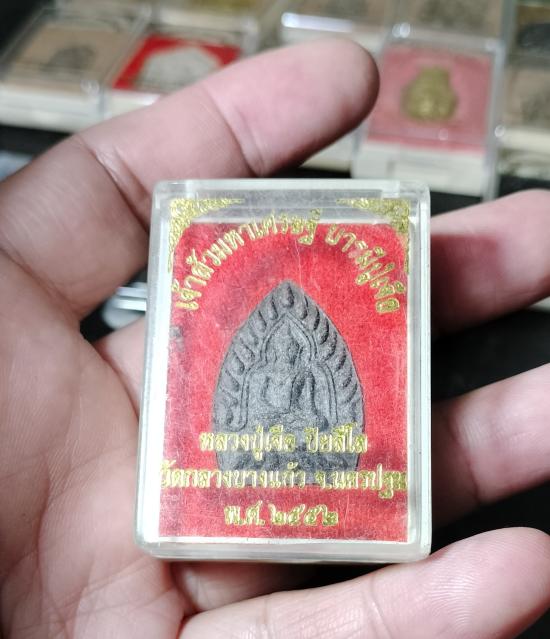 เจ้าสัวมหาเศรษฐี บารมีปู่เจือ
หลวงปู่เจือ ปิยสีโล
วัดกลางบางแก้ว จ.นครปฐม
พ.ศ. ๒๕๕๒